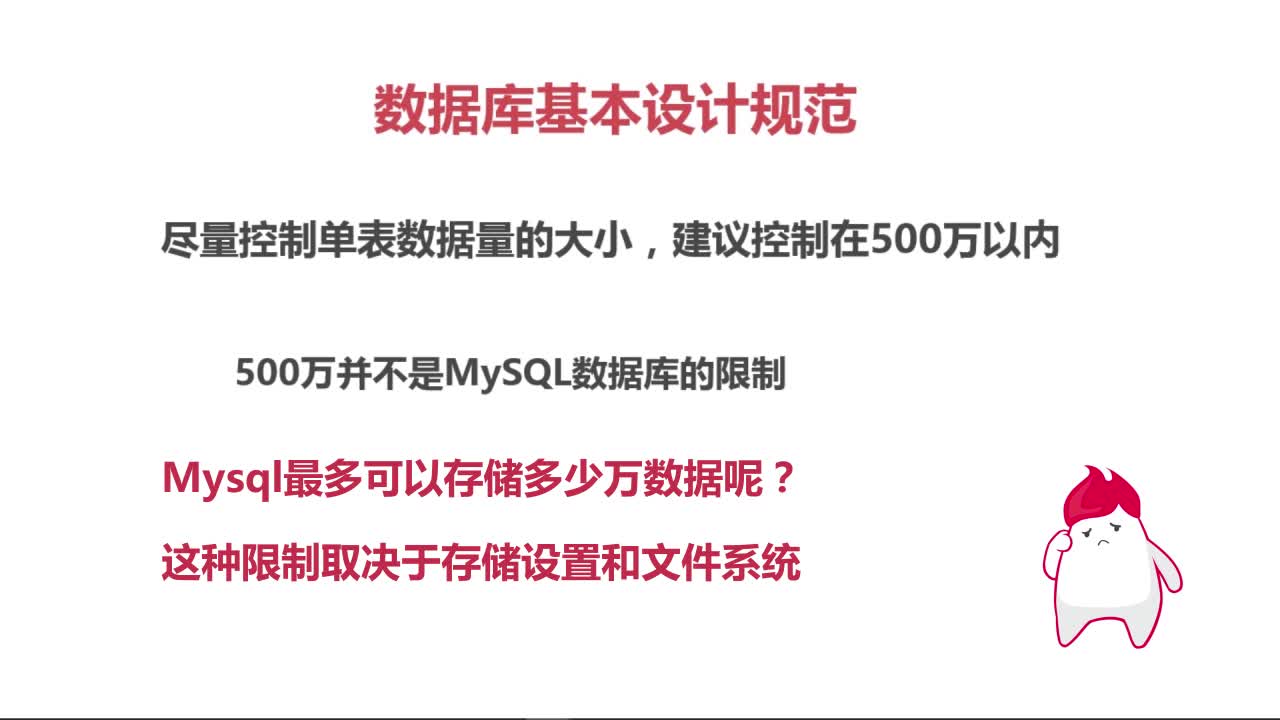 数据库基本设计规范
尽量控制单表数据量的大小，建议控制在500万以内
500万并不是MySQL数据库的限制
Mysql最多可以存储多少万数据呢？
这种限制取决于存储设置和文件系统